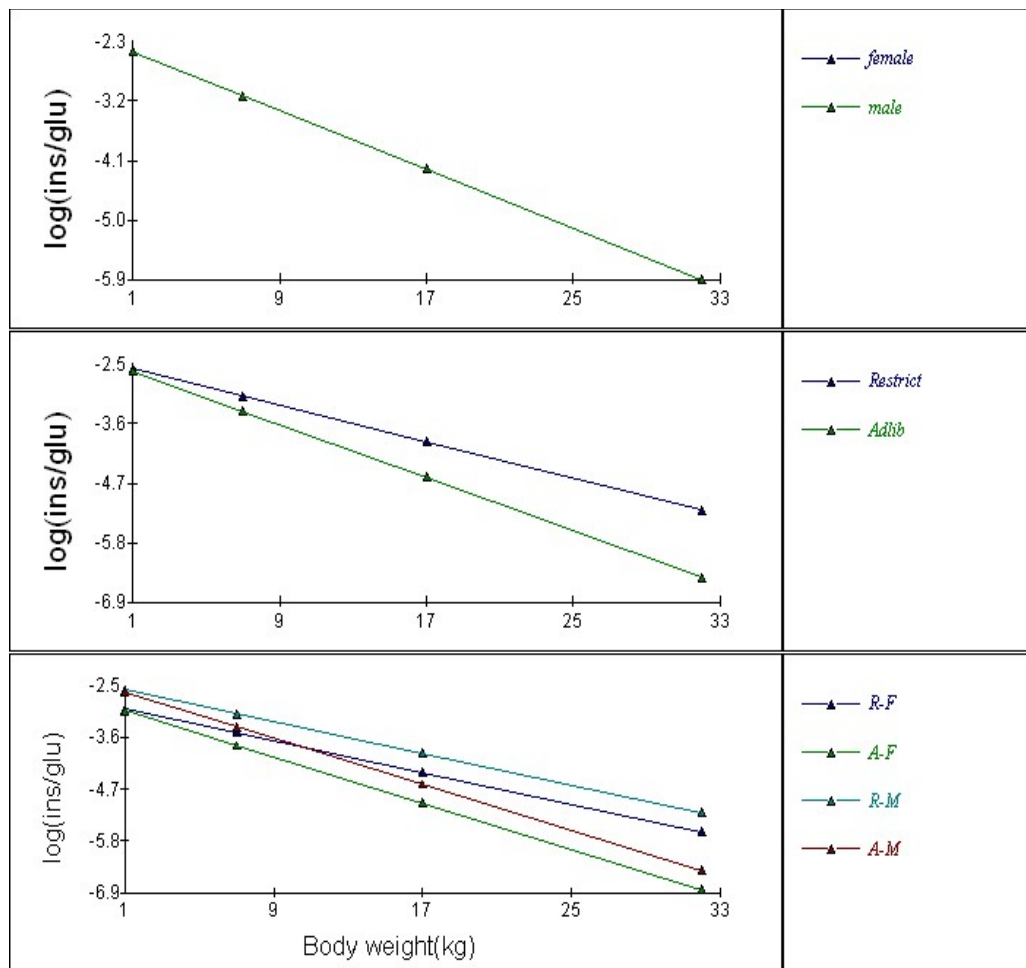 log(ins/glu)
-2.3
-3.2
-4.1
-5.0
-5.9
1 9 17 25 33
female
male
log(ins/glu)
-2.5
-3.6
-4.7
-5.8
-6.9
1 9 17 25 33
Restrict
Adlib
log(ins/glu)
-2.5
-3.6
-4.7
-5.8
-6.9
1 9 17 25 33
Body weight(kg)
R-F
A-F
R-M
A-M